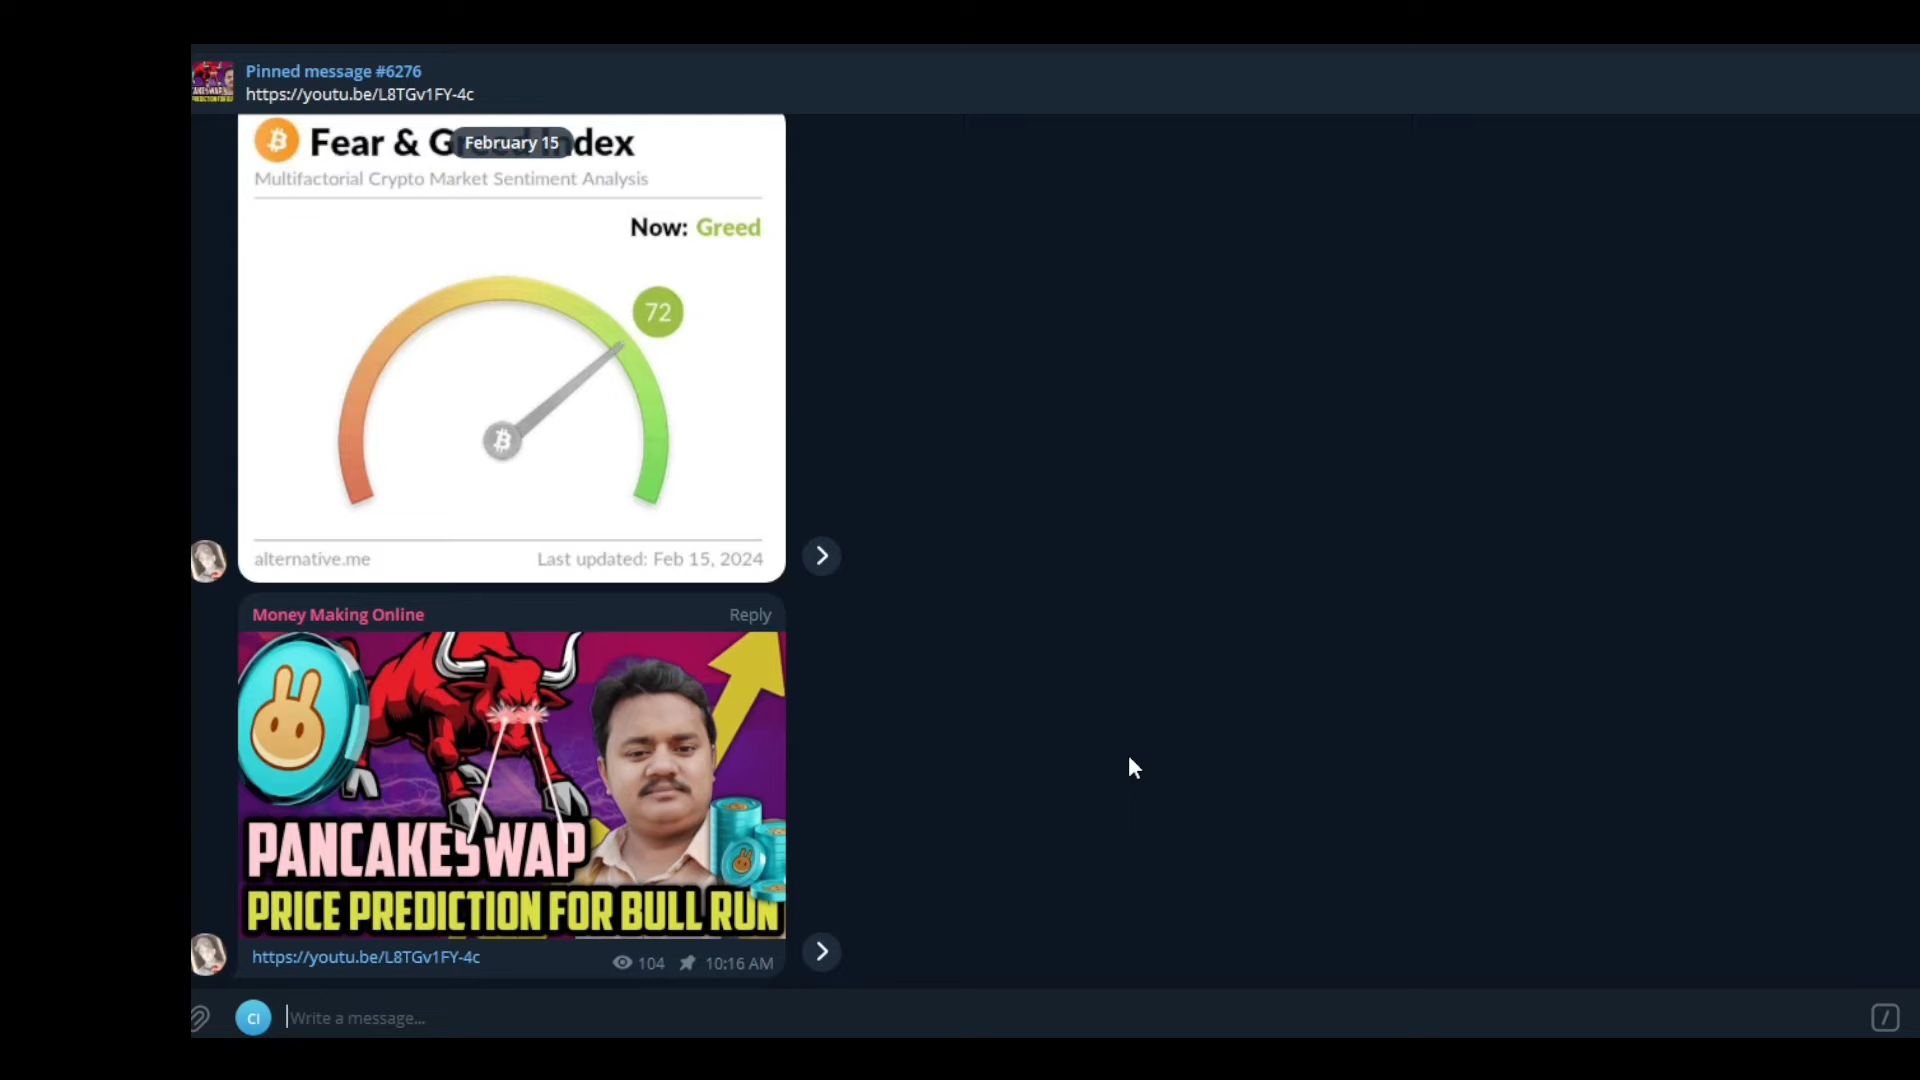 Pinned message #6276
https://youtu.be/L8TGv1FY-4c
February 15
Fear & Greed Index
Multifactorial Crypto Market Sentiment Analysis
Now: Greed
72
alternative.me
Last updated: Feb 15, 2024
Money Making Online
Reply
PANCAKESWAP
PRICE PREDICTION FOR BULL RUN
https://youtu.be/L8TGv1FY-4c
104
10:16 AM
CI
Write a message...